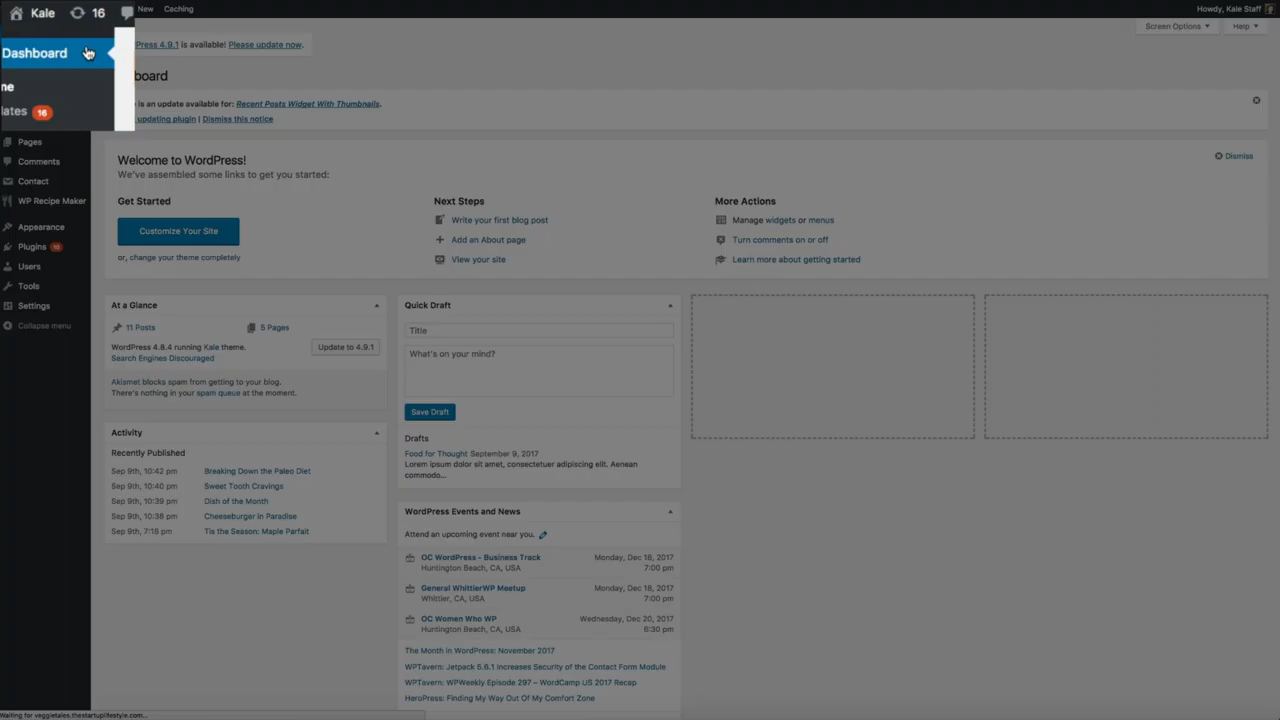 Kale 16 New Caching Howdy, Kale Staff
Screen Options Help
Press 4.9.1 is available! Please update now.
Dashboard
board
me
is an update available for: Recent Posts Widget With Thumbnails.
lates 16
updating plugin | Dismiss this notice
Pages
Comments
Contact
WP Recipe Maker
Appearance
Plugins 10
Users
Tools
Settings
Collapse menu
Welcome to WordPress!
Dismiss
We've assembled some links to get you started:
Get Started
Customize Your Site
or, change your theme completely
Next Steps
Write your first blog post
Add an About page
View your site
More Actions
Manage widgets or menus
Turn comments on or off
Learn more about getting started
At a Glance
11 Posts 5 Pages
WordPress 4.8.4 running Kale theme. Update to 4.9.1
Search Engines Discouraged
Akismet blocks spam from getting to your blog.
There's nothing in your spam queue at the moment.
Activity
Recently Published
Sep 9th, 10:42 pm Breaking Down the Paleo Diet
Sep 9th, 10:40 pm Sweet Tooth Cravings
Sep 9th, 10:39 pm Dish of the Month
Sep 9th, 10:38 pm Cheeseburger in Paradise
Sep 9th, 7:18 pm Tis the Season: Maple Parfait
Quick Draft
Title
What's on your mind?
Save Draft
Drafts
Food for Thought September 9, 2017
Lorem ipsum dolor sit amet, consectetuer adipiscing elit. Aenean
commodo...
WordPress Events and News
Attend an upcoming event near you.
OC WordPress - Business Track Monday, Dec 18, 2017
Huntington Beach, CA, USA 7:00 pm
General WhittierWP Meetup Monday, Dec 18, 2017
Whittier, CA, USA 7:00 pm
OC Women Who WP Wednesday, Dec 20, 2017
Huntington Beach, CA, USA 6:30 pm
The Month in WordPress: November 2017
WPTavern: Jetpack 5.6.1 Increases Security of the Contact Form Module
WPTavern: WPWeekly Episode 297 – WordCamp US 2017 Recap
HeroPress: Finding My Way Out Of My Comfort Zone
Waiting for veggietales.thestartuplifestyle.com...